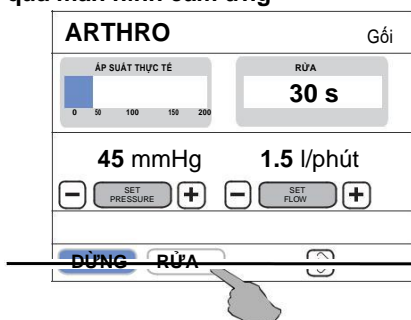 qua màn hình cảm ứng
ARTHRO Gối
ÁP SUẤT THỰC TẾ RỬA
30 s
0 50 100 150 200
45 mmHg 1.5 l/phút
− SET PRESSURE + − SET FLOW +
DỪNG RỬA